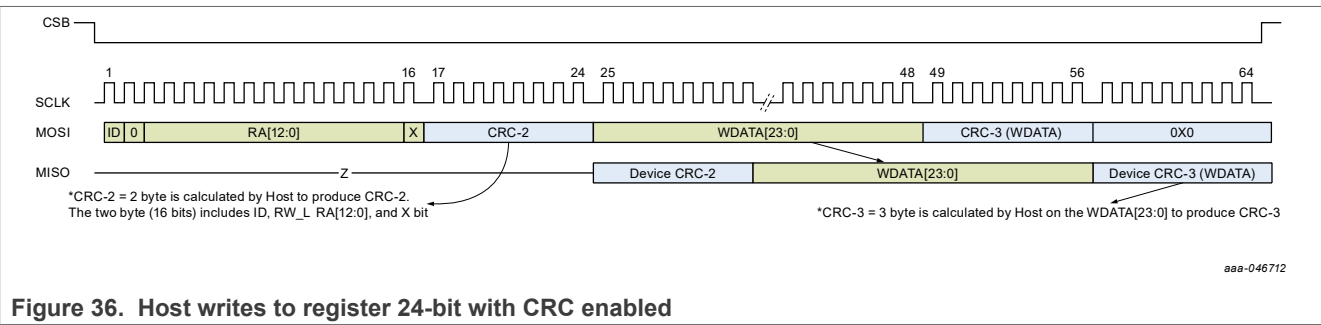 CSB
1 16 17 24 25 48 49 56 64
SCLK
MOSI ID 0 RA[12:0] X CRC-2 WDATA[23:0] CRC-3 (WDATA) 0X0
MISO Z Device CRC-2 WDATA[23:0] Device CRC-3 (WDATA)
*CRC-2 = 2 byte is calculated by Host to produce CRC-2.
The two byte (16 bits) includes ID, RW_L RA[12:0], and X bit
*CRC-3 = 3 byte is calculated by Host on the WDATA[23:0] to produce CRC-3
aaa-046712
Figure 36. Host writes to register 24-bit with CRC enabled